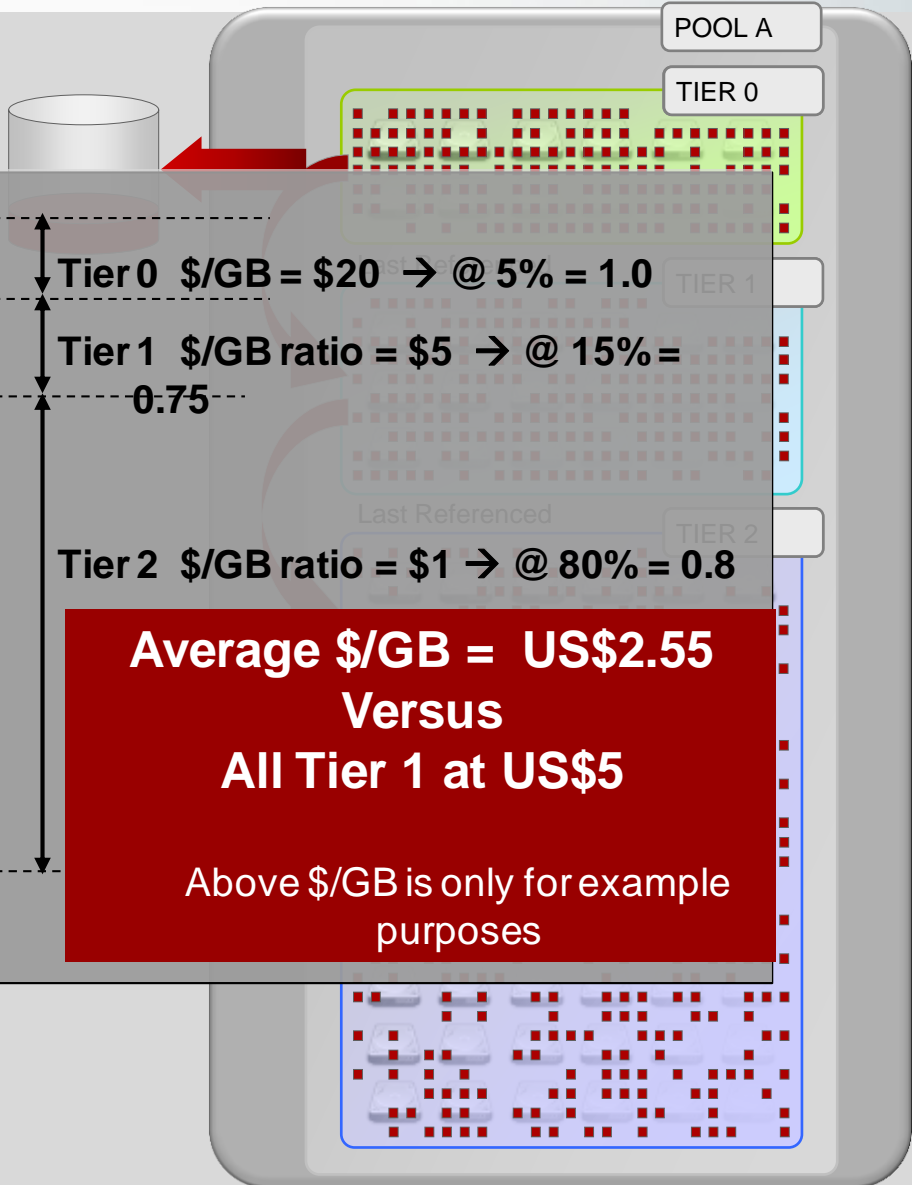 POOL A
TIER 0
Last Referenced
Tier 0 $/GB = $20 → @ 5% = 1.0
TIER 1
Tier 1 $/GB ratio = $5 → @ 15% =
0.75
Last Referenced
TIER 2
Tier 2 $/GB ratio = $1 → @ 80% = 0.8
Average $/GB = US$2.55
Versus
All Tier 1 at US$5
Above $/GB is only for example
purposes